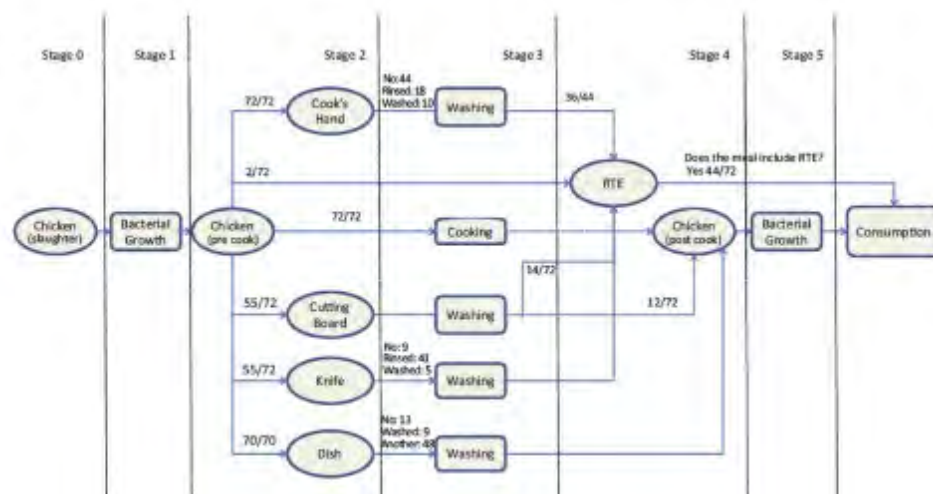 Stage 0
Stage 1
Stage 2
Stage 3
Stage 4
Stage 5
72/72
Cook's
Hand
No: 44
Rinsed: 18
Washed: 10
Washing
36/44
2/72
RTE
Does the meal include RTE?
Yes 44/72
Chicken
(slaughter)
Bacterial
Growth
Chicken
(pre cook)
72/72
Cooking
Chicken
(post cook)
Bacterial
Growth
Consumption
14/72
55/72
Cutting
Board
Washing
12/72
55/72
Knife
No: 9
Rinsed: 41
Washed: 5
Washing
70/70
Dish
No: 13
Washed: 9
Another: 48
Washing